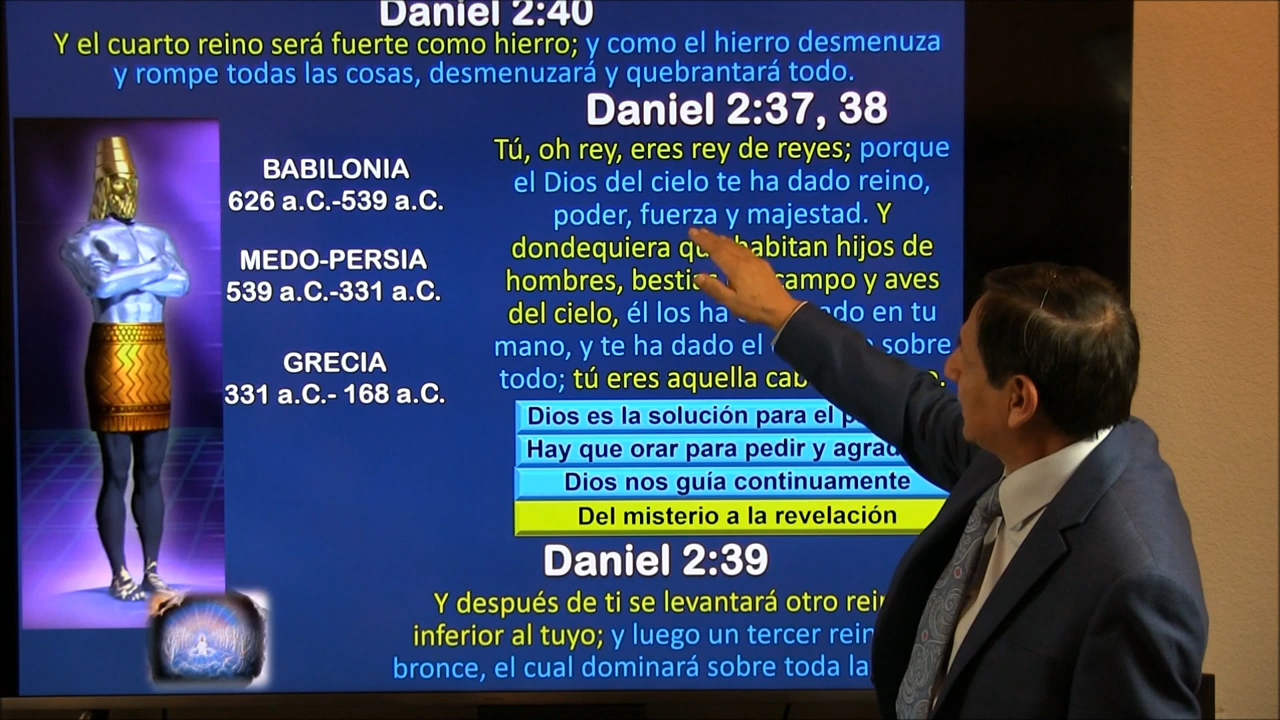 Daniel 2:40
Y el cuarto reino será fuerte como hierro; y como el hierro desmenuza
y rompe todas las cosas, desmenuzará y quebrantará todo.
Daniel 2:37, 38
Tú, oh rey, eres rey de reyes; porque
el Dios del cielo te ha dado reino,
poder, fuerza y majestad. Y
dondequiera habitan hijos de
hombres, campo y aves
del cielo, él los ha en tu
mano, y te ha dado el sobre
todo; tú eres aquella
BABILONIA
626 a.C.-539 a.C.
MEDO-PERSIA
539 a.C.-331 a.C.
GRECIA
331 a.C.- 168 a.C.
Dios es la solución para el
Hay que orar para pedir y
Dios nos guía continuamente
Del misterio a la revelación
Daniel 2:39
Y después de ti se levantará otro
inferior al tuyo; y luego un tercer
bronce, el cual dominará sobre toda la